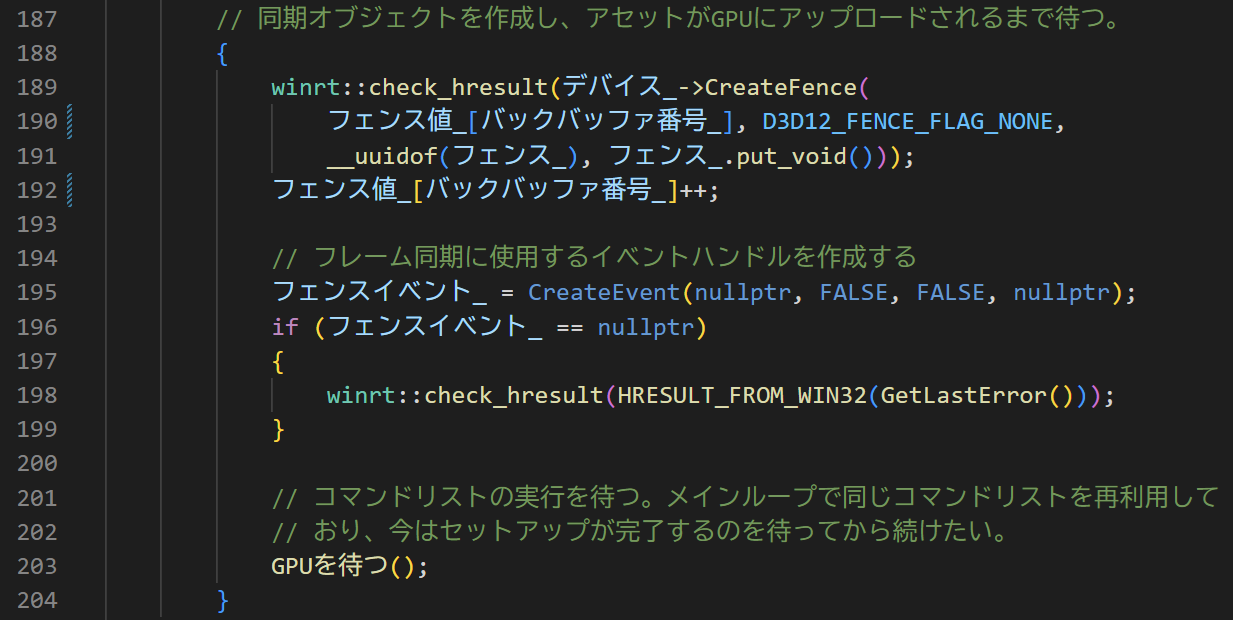 187 // 同期オブジェクトを作成し、アセットがGPUにアップロードされるまで待つ。
188 {
189 winrt::check_hresult(デバイス_->CreateFence(
190 フェンス値_[バックバッファ番号_], D3D12_FENCE_FLAG_NONE,
191 __uuidof(フェンス_), フェンス_.put_void()));
192 フェンス値_[バックバッファ番号_]++;
193
194 // フレーム同期に使用するイベントハンドルを作成する
195 フェンスイベント_ = CreateEvent(nullptr, FALSE, FALSE, nullptr);
196 if (フェンスイベント_ == nullptr)
197 {
198 winrt::check_hresult(HRESULT_FROM_WIN32(GetLastError()));
199 }
200
201 // コマンドリストの実行を待つ。メインループで同じコマンドリストを再利用して
202 // おり、今はセットアップが完了するのを待ってから続けたい。
203 GPUを待つ();
204 }